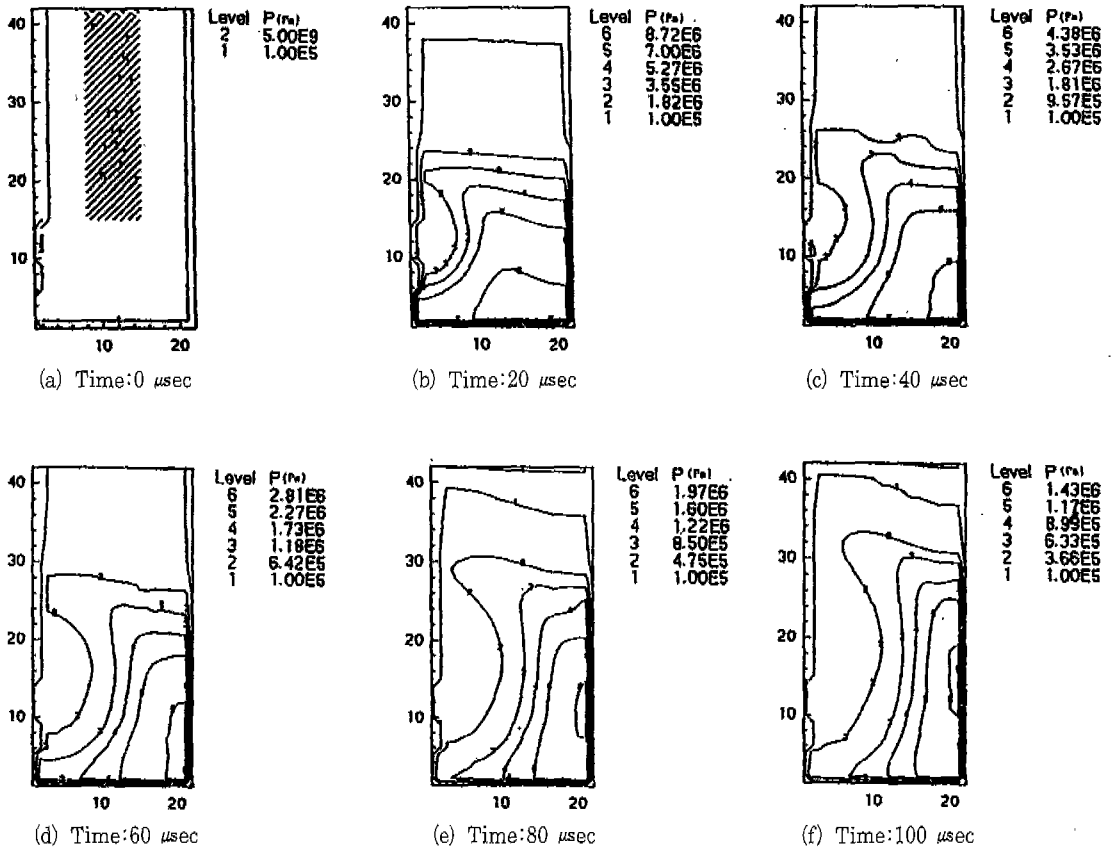 Level P(Pa)
2 5.00E9
1 1.00E5
40
30
20
10
10 20
(a) Time:0 μsec
Level P(Pa)
6 8.72E6
5 7.00E6
4 5.27E6
3 3.55E6
2 1.82E6
1 1.00E5
40
30
20
10
10 20
(b) Time:20 μsec
Level P(Pa)
6 4.38E6
5 3.53E6
4 2.67E6
3 1.81E6
2 9.57E5
1 1.00E5
40
30
20
10
10 20
(c) Time:40 μsec
Level P(Pa)
6 2.81E6
5 2.27E6
4 1.73E6
3 1.18E6
2 6.42E5
1 1.00E5
40
30
20
10
10 20
(d) Time:60 μsec
Level P(Pa)
6 1.97E6
5 1.60E6
4 1.22E6
3 8.50E5
2 4.75E5
1 1.00E5
40
30
20
10
10 20
(e) Time:80 μsec
Level P(Pa)
6 1.43E6
5 1.17E6
4 8.99E5
3 6.33E5
2 3.66E5
1 1.00E5
40
30
20
10
10 20
(f) Time:100 μsec